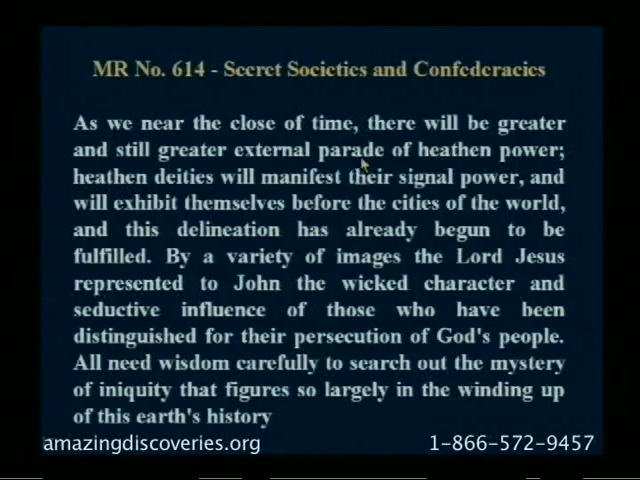 MR No. 614 - Secret Societies and Confederacies
As we near the close of time, there will be greater
and still greater external parade of heathen power;
heathen deities will manifest their signal power, and
will exhibit themselves before the cities of the world,
and this delineation has already begun to be
fulfilled. By a variety of images the Lord Jesus
represented to John the wicked character and
seductive influence of those who have been
distinguished for their persecution of God's people.
All need wisdom carefully to search out the mystery
of iniquity that figures so largely in the winding up
of this earth's history
amazingdiscoveries.org 1-866-572-9457